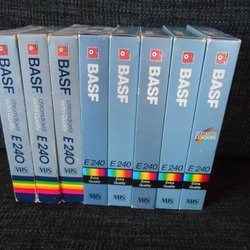 BASF
chromdioxid
E 240
VHS
BASF
chromdioxid
E 240
VHS
BASF
chromdioxid
E 240
VHS
BASF
E 240
Extra
Quality
VHS
BASF
E 240
Extra
Quality
VHS
BASF
E 240
Extra
Quality
VHS
BASF
E 240
Extra
Quality
VHS
BASF
E 240
Extra
Quality
VHS